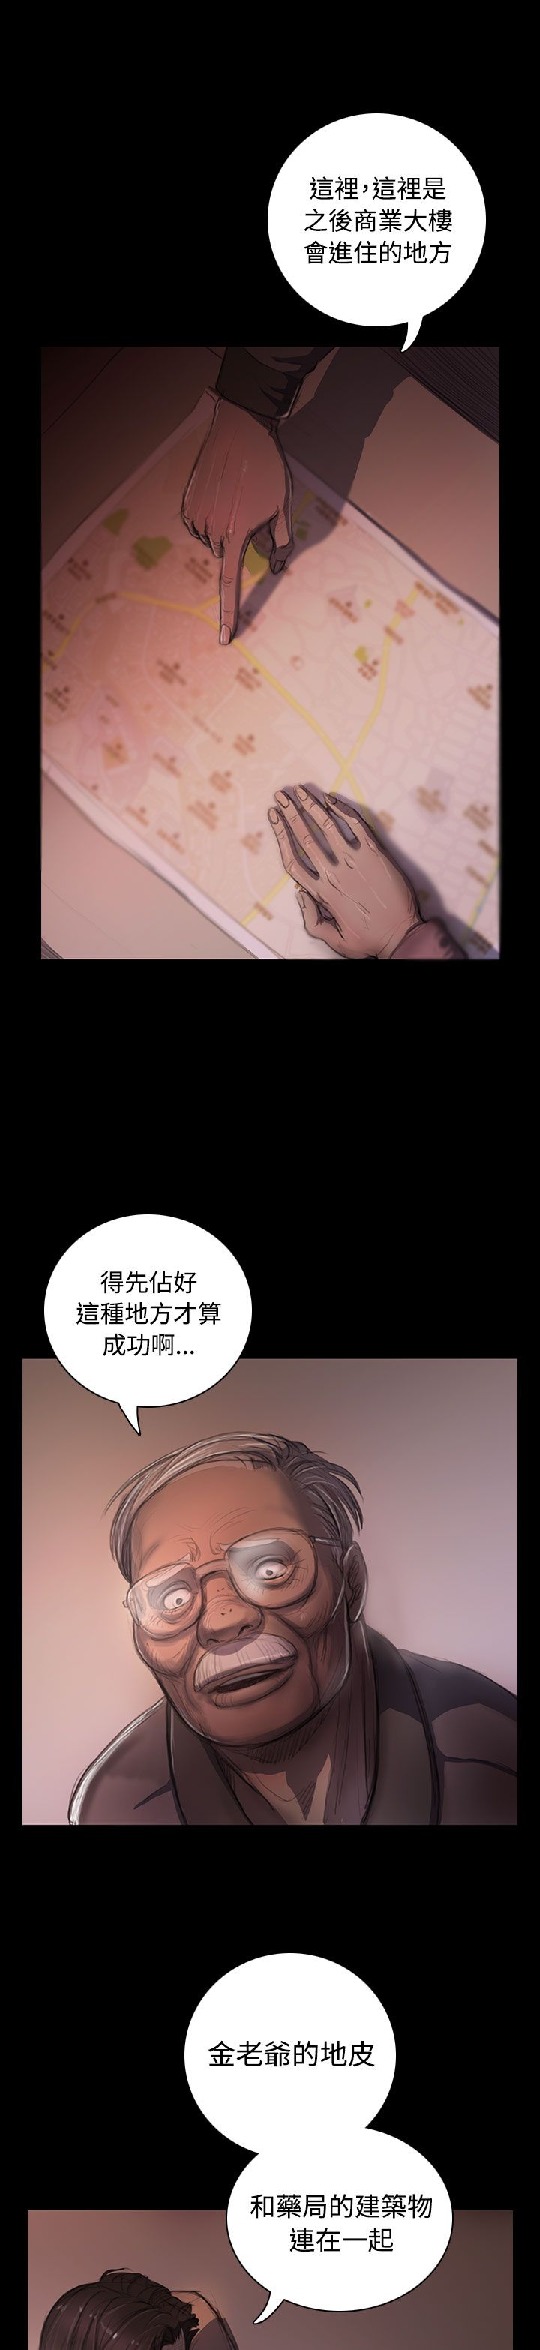 這裡，這裡是
之後商業大樓
會進住的地方
得先佔好
這種地方才算
成功啊...
金老爺的地皮
和藥局的建築物
連在一起